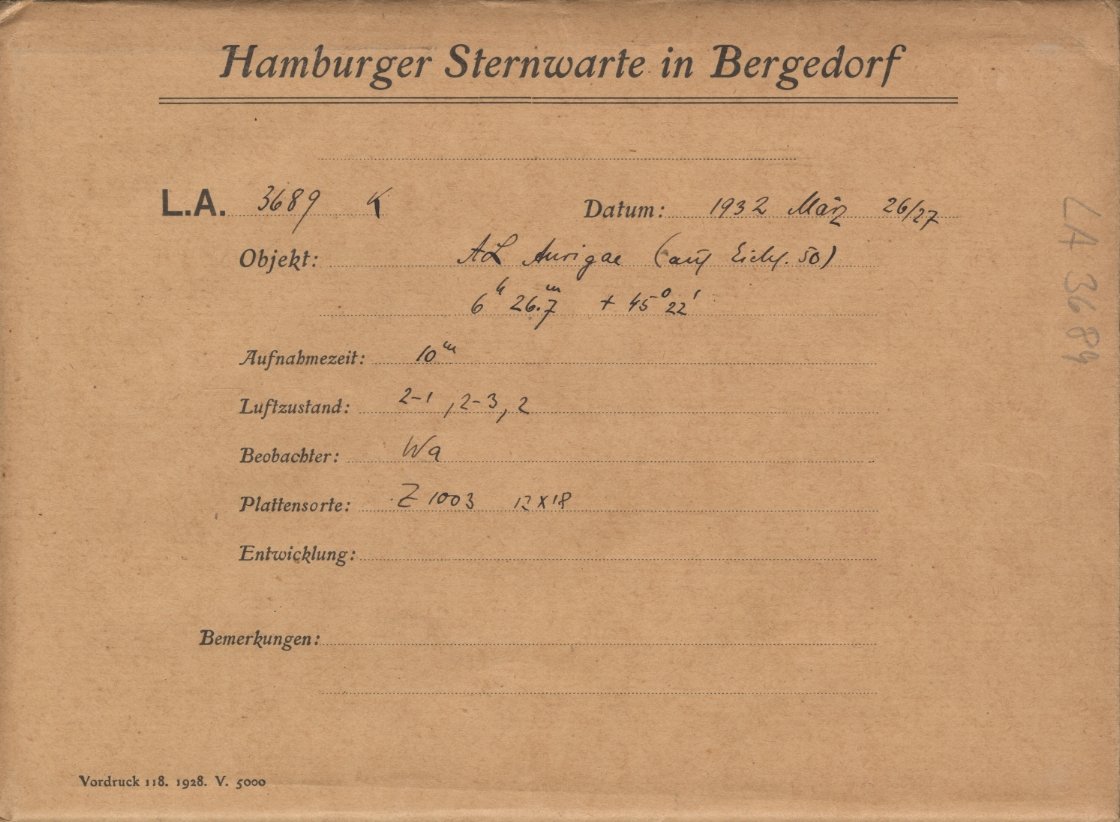 Hamburger Sternwarte in Bergedorf
L.A. 3689 K Datum: 1932 März 26/27
Objekt: AL Aurigae (auf Eichf. 50)
6h 26.m7 + 45° 22'
Aufnahmezeit: 10m
Luftzustand: 2-1, 2-3, 2
Beobachter: Wa
Plattensorte: Z 1003 12x18
Entwicklung:
Bemerkungen:
Vordruck 118. 1928. V. 5000
LA 3689